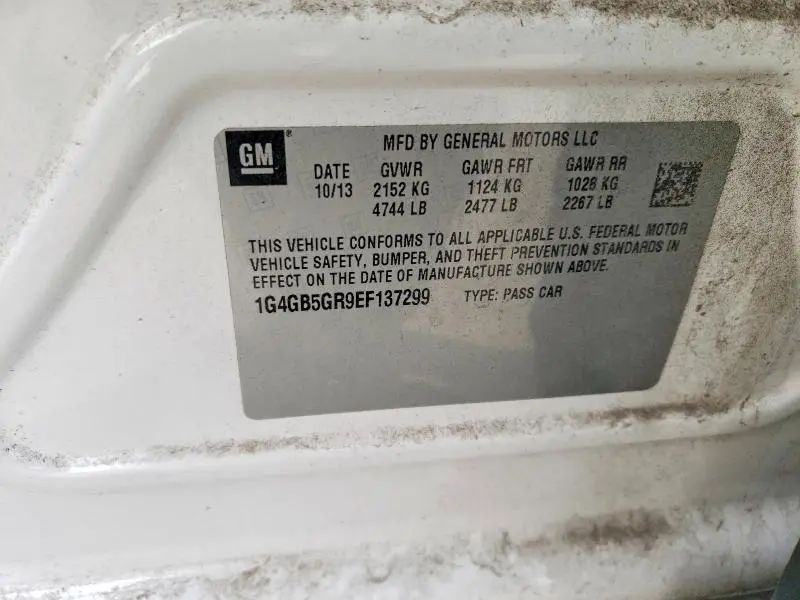 GM ® MFD BY GENERAL MOTORS LLC
DATE GVWR GAWR FRT GAWR RR
10/13 2152 KG 1124 KG 1028 KG
4744 LB 2477 LB 2267 LB
THIS VEHICLE CONFORMS TO ALL APPLICABLE U.S. FEDERAL MOTOR
VEHICLE SAFETY, BUMPER, AND THEFT PREVENTION STANDARDS IN
EFFECT ON THE DATE OF MANUFACTURE SHOWN ABOVE.
1G4GB5GR9EF137299 TYPE: PASS CAR